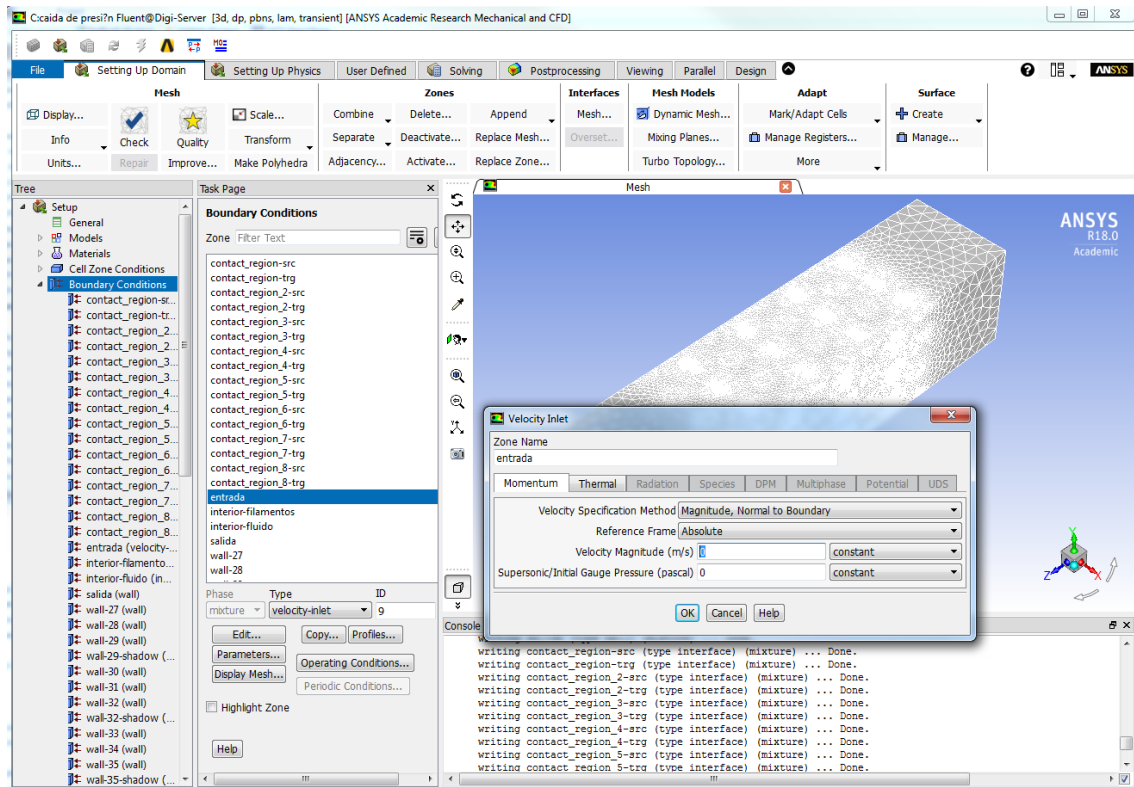 C:caida de presi?n Fluent@Digi-Server [3d, dp, pbns, lam, transient] [ANSYS Academic Research Mechanical and CFD]
File Setting Up Domain Setting Up Physics User Defined Solving Postprocessing Viewing Parallel Design ANSYS
Mesh Zones Interfaces Mesh Models Adapt Surface
Display... Scale... Combine Delete... Append Mesh... Dynamic Mesh... Mark/Adapt Cells Create
Info Check Quality Transform Separate Deactivate... Replace Mesh... Overset... Mixing Planes... Manage Registers... Manage...
Units... Repair Improve... Make Polyhedra Adjacency... Activate... Replace Zone... Turbo Topology... More
Tree
Setup
General
Models
Materials
Cell Zone Conditions
Boundary Conditions
contact_region-sr...
contact_region-tr...
contact_region_2...
contact_region_2...
contact_region_3...
contact_region_3...
contact_region_4...
contact_region_4...
contact_region_5...
contact_region_5...
contact_region_6...
contact_region_6...
contact_region_7...
contact_region_7...
contact_region_8...
contact_region_8...
entrada (velocity-...
interior-filamento...
interior-fluido (in...
salida (wall)
wall-27 (wall)
wall-28 (wall)
wall-29 (wall)
wall-29-shadow (...
wall-30 (wall)
wall-31 (wall)
wall-32 (wall)
wall-32-shadow (...
wall-33 (wall)
wall-34 (wall)
wall-35 (wall)
wall-35-shadow (...
Task Page
Boundary Conditions
Zone Filter Text
contact_region-src
contact_region-trg
contact_region_2-src
contact_region_2-trg
contact_region_3-src
contact_region_3-trg
contact_region_4-src
contact_region_4-trg
contact_region_5-src
contact_region_5-trg
contact_region_6-src
contact_region_6-trg
contact_region_7-src
contact_region_7-trg
contact_region_8-src
contact_region_8-trg
entrada
interior-filamentos
interior-fluido
salida
wall-27
wall-28
Phase Type ID
mixture velocity-inlet 9
Edit... Copy... Profiles...
Parameters... Operating Conditions...
Display Mesh... Periodic Conditions...
Highlight Zone
Help
Mesh
ANSYS
R18.0
Academic
Y
Z X
Velocity Inlet
Zone Name
entrada
Momentum Thermal Radiation Species DPM Multiphase Potential UDS
Velocity Specification Method Magnitude, Normal to Boundary
Reference Frame Absolute
Velocity Magnitude (m/s) 0 constant
Supersonic/Initial Gauge Pressure (pascal) 0 constant
OK Cancel Help
Console
writing contact_region-src (type interface) (mixture) ... Done.
writing contact_region-trg (type interface) (mixture) ... Done.
writing contact_region_2-src (type interface) (mixture) ... Done.
writing contact_region_2-trg (type interface) (mixture) ... Done.
writing contact_region_3-src (type interface) (mixture) ... Done.
writing contact_region_3-trg (type interface) (mixture) ... Done.
writing contact_region_4-src (type interface) (mixture) ... Done.
writing contact_region_4-trg (type interface) (mixture) ... Done.
writing contact_region_5-src (type interface) (mixture) ... Done.
writing contact_region_5-trg (type interface) (mixture) ... Done.